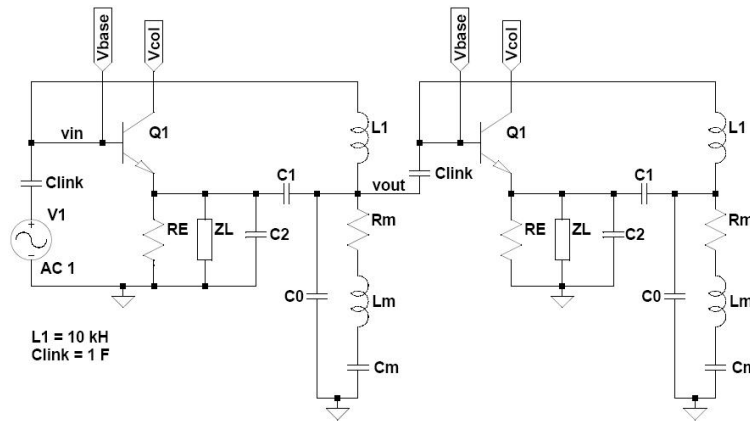 Vbase
Vcol
Vbase
Vcol
vin
Q1
L1
Q1
L1
Clink
C1
vout
Clink
C1
V1
RE
ZL
C2
Rm
RE
ZL
C2
Rm
AC 1
C0
Lm
C0
Lm
L1 = 10 kH
Clink = 1 F
Cm